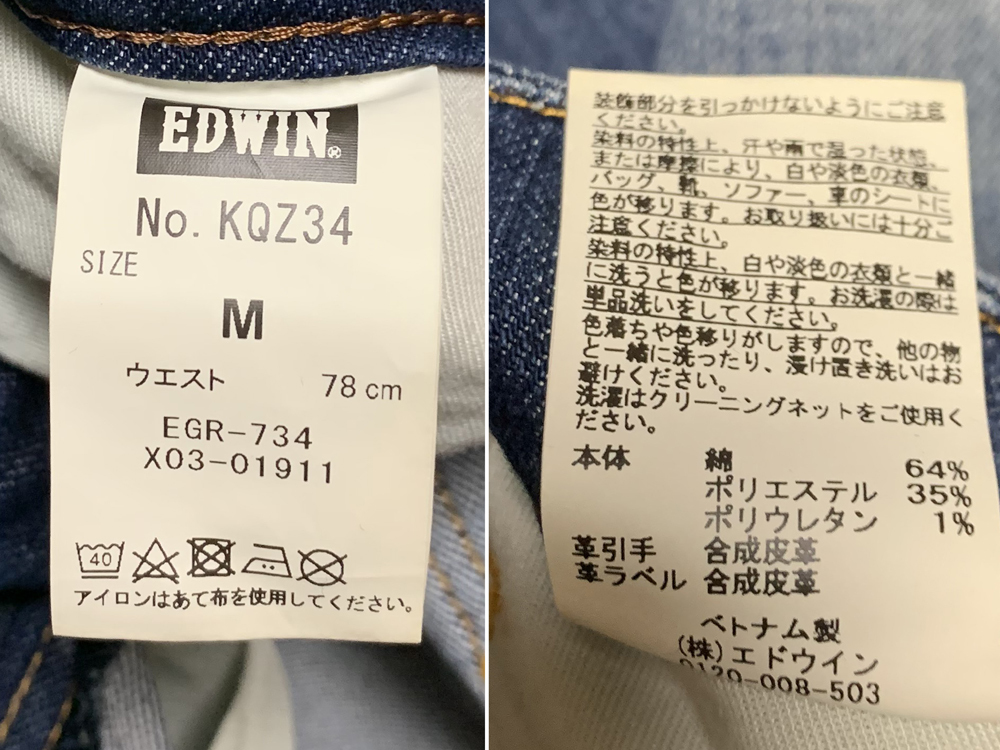 EDWIN®
No. KQZ34
SIZE
M
ウエスト 78cm
EGR-734
X03-01911
40
アイロンはあて布を使用してください。
装飾部分を引っかけないようにご注意
ください。
染料の特性上、汗や雨で湿った状態、
または摩擦により、白や淡色の衣類、
バッグ、靴、ソファー、車のシートに
色が移ります。お取り扱いには十分ご
注意ください。
染料の特性上、白や淡色の衣類と一緒
に洗うと色が移ります。お洗濯の際は
単品洗いをしてください。
色落ちや色移りがしますので、他の物
と一緒に洗ったり、浸け置き洗いはお
避けください。
洗濯はクリーニングネットをご使用く
ださい。
本体 綿 64%
ポリエステル 35%
ポリウレタン 1%
革引手 合成皮革
革ラベル 合成皮革
ベトナム製
(株)エドウイン
0120-008-503